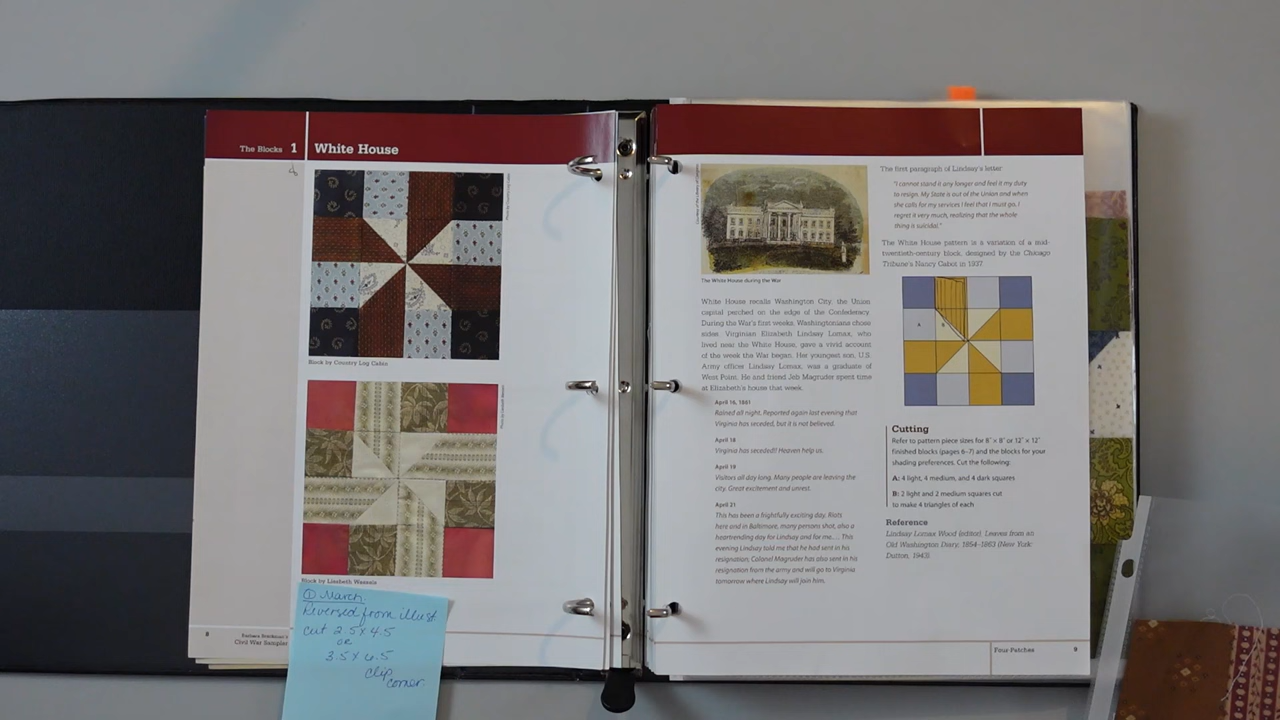 The Blocks 1 White House
Block by Country Log Cabin
① March
Reversed from illust.
cut 2.5 x 4.5
or
3.5 x 6.5
clip
corner
8
Civil War Sampler
The White House during the War
White House recalls Washington City, the Union
capital perched on the edge of the Confederacy.
During the War's first weeks, Washingtonians chose
sides. Virginian Elizabeth Lindsay Lomax, who
lived near the White House, gave a vivid account
of the week the War began. Her youngest son, U.S.
Army officer Lindsay Lomax, was a graduate of
West Point. He and friend Jeb Magruder spent time
at Elizabeth's house that week.
April 16, 1861
Rained all night. Reported again last evening that
Virginia has seceded, but it is not believed.
April 18
Virginia has seceded!! Heaven help us.
April 19
Visitors all day long. Many people are leaving the
city. Great excitement and unrest.
April 21
This has been a frightfully exciting day. Riots
here and in Baltimore, many persons shot, also a
heartrending day for Lindsay and for me.... This
evening Lindsay told me that he had sent in his
resignation; Colonel Magruder has also sent in his
resignation from the army and will go to Virginia
tomorrow where Lindsay will join him.
The first paragraph of Lindsay's letter
"I cannot stand it any longer and feel it my duty
to resign. My State is out of the Union and when
she calls for my services I feel that I must go. I
regret it very much, realizing that the whole
thing is suicidal."
The White House pattern is a variation of a mid-
twentieth-century block, designed by the Chicago
Tribune's Nancy Cabot in 1937.
A B
Cutting
Refer to pattern piece sizes for 8" × 8" or 12" × 12"
finished blocks (pages 6–7) and the blocks for your
shading preferences. Cut the following:
A: 4 light, 4 medium, and 4 dark squares
B: 2 light and 2 medium squares cut
to make 4 triangles of each
Reference
Lindsay Lomax Wood (editor), Leaves from an
Old Washington Diary, 1854–1863 (New York:
Dutton, 1943).
Four-Patches 9